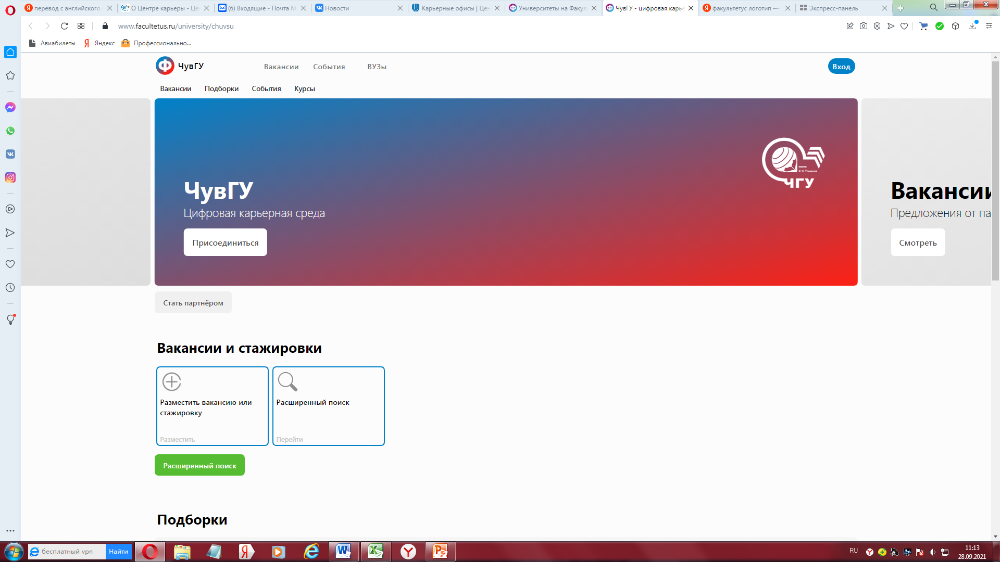 перевод с английского
О Центре карьеры - Це
(6) Входящие - Почта М
Новости
Карьерные офисы | Цен
Университеты на Факул
ЧувГУ - цифровая карье
факультетус логотип —
Экспресс-панель
www.facultetus.ru/university/chuvsu
Авиабилеты
Яндекс
Профессионально...
ЧувГУ
Вакансии
События
ВУЗы
Вход
Вакансии
Подборки
События
Курсы
имени
И. Н. Ульянова
ЧГУ
ЧувГУ
Цифровая карьерная среда
Присоединиться
Вакансии
Предложения от па
Смотреть
Стать партнёром
Вакансии и стажировки
Разместить вакансию или
стажировку
Разместить
Расширенный поиск
Перейти
Расширенный поиск
Подборки
бесплатный vpn
Найти
RU
11:13
28.09.2021